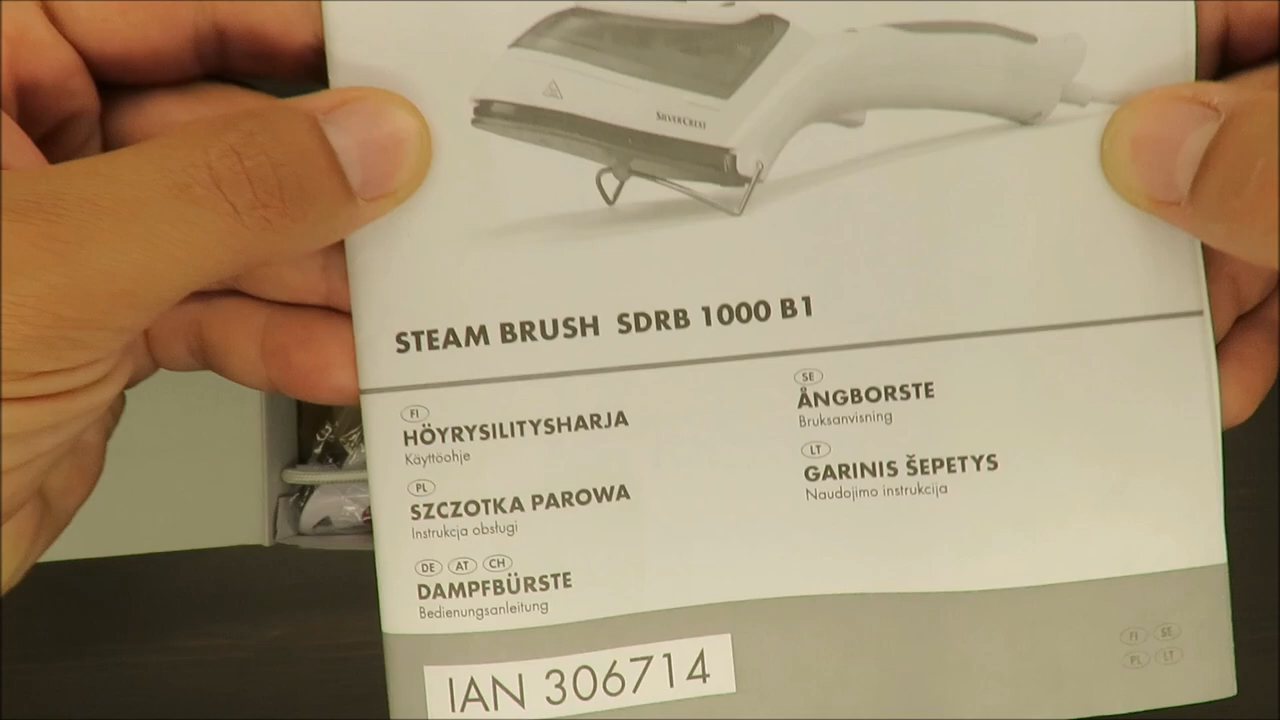 SILVERCREST
STEAM BRUSH SDRB 1000 B1
FI
HÖYRYSILITYSHARJA
Käyttöohje
PL
SZCZOTKA PAROWA
Instrukcja obsługi
DE AT CH
DAMPFBÜRSTE
Bedienungsanleitung
SE
ÅNGBORSTE
Bruksanvisning
LT
GARINIS ŠEPETYS
Naudojimo instrukcija
IAN 306714
FI SE
PL LT